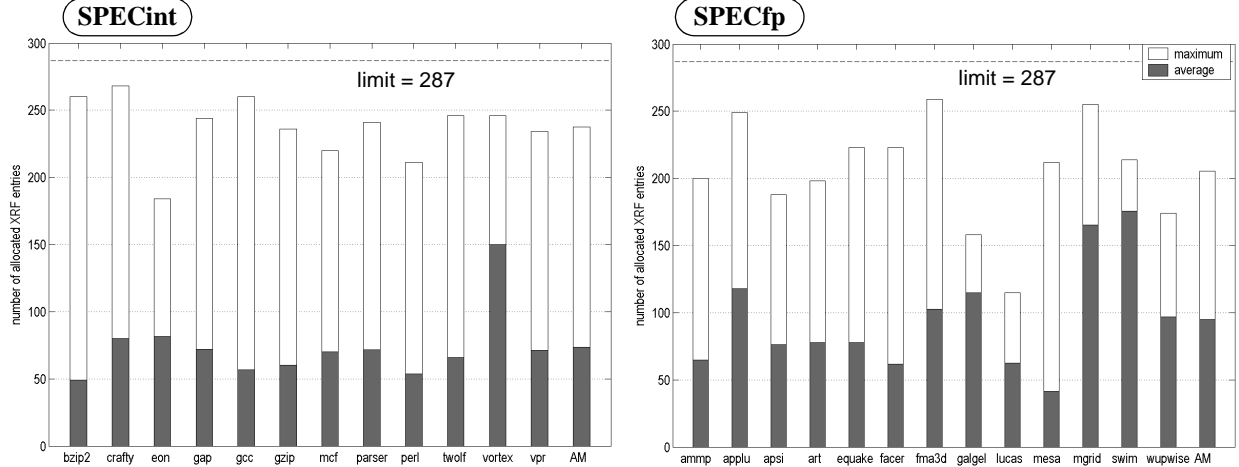 SPECint
300
250
200
150
100
50
0
number of allocated XRF entries
limit = 287
bzip2 crafty eon gap gcc gzip mcf parser perl twolf vortex vpr AM
SPECfp
300
250
200
150
100
50
0
number of allocated XRF entries
maximum
average
limit = 287
ammp applu apsi art equake facer fma3d galgel lucas mesa mgrid swim wupwise AM